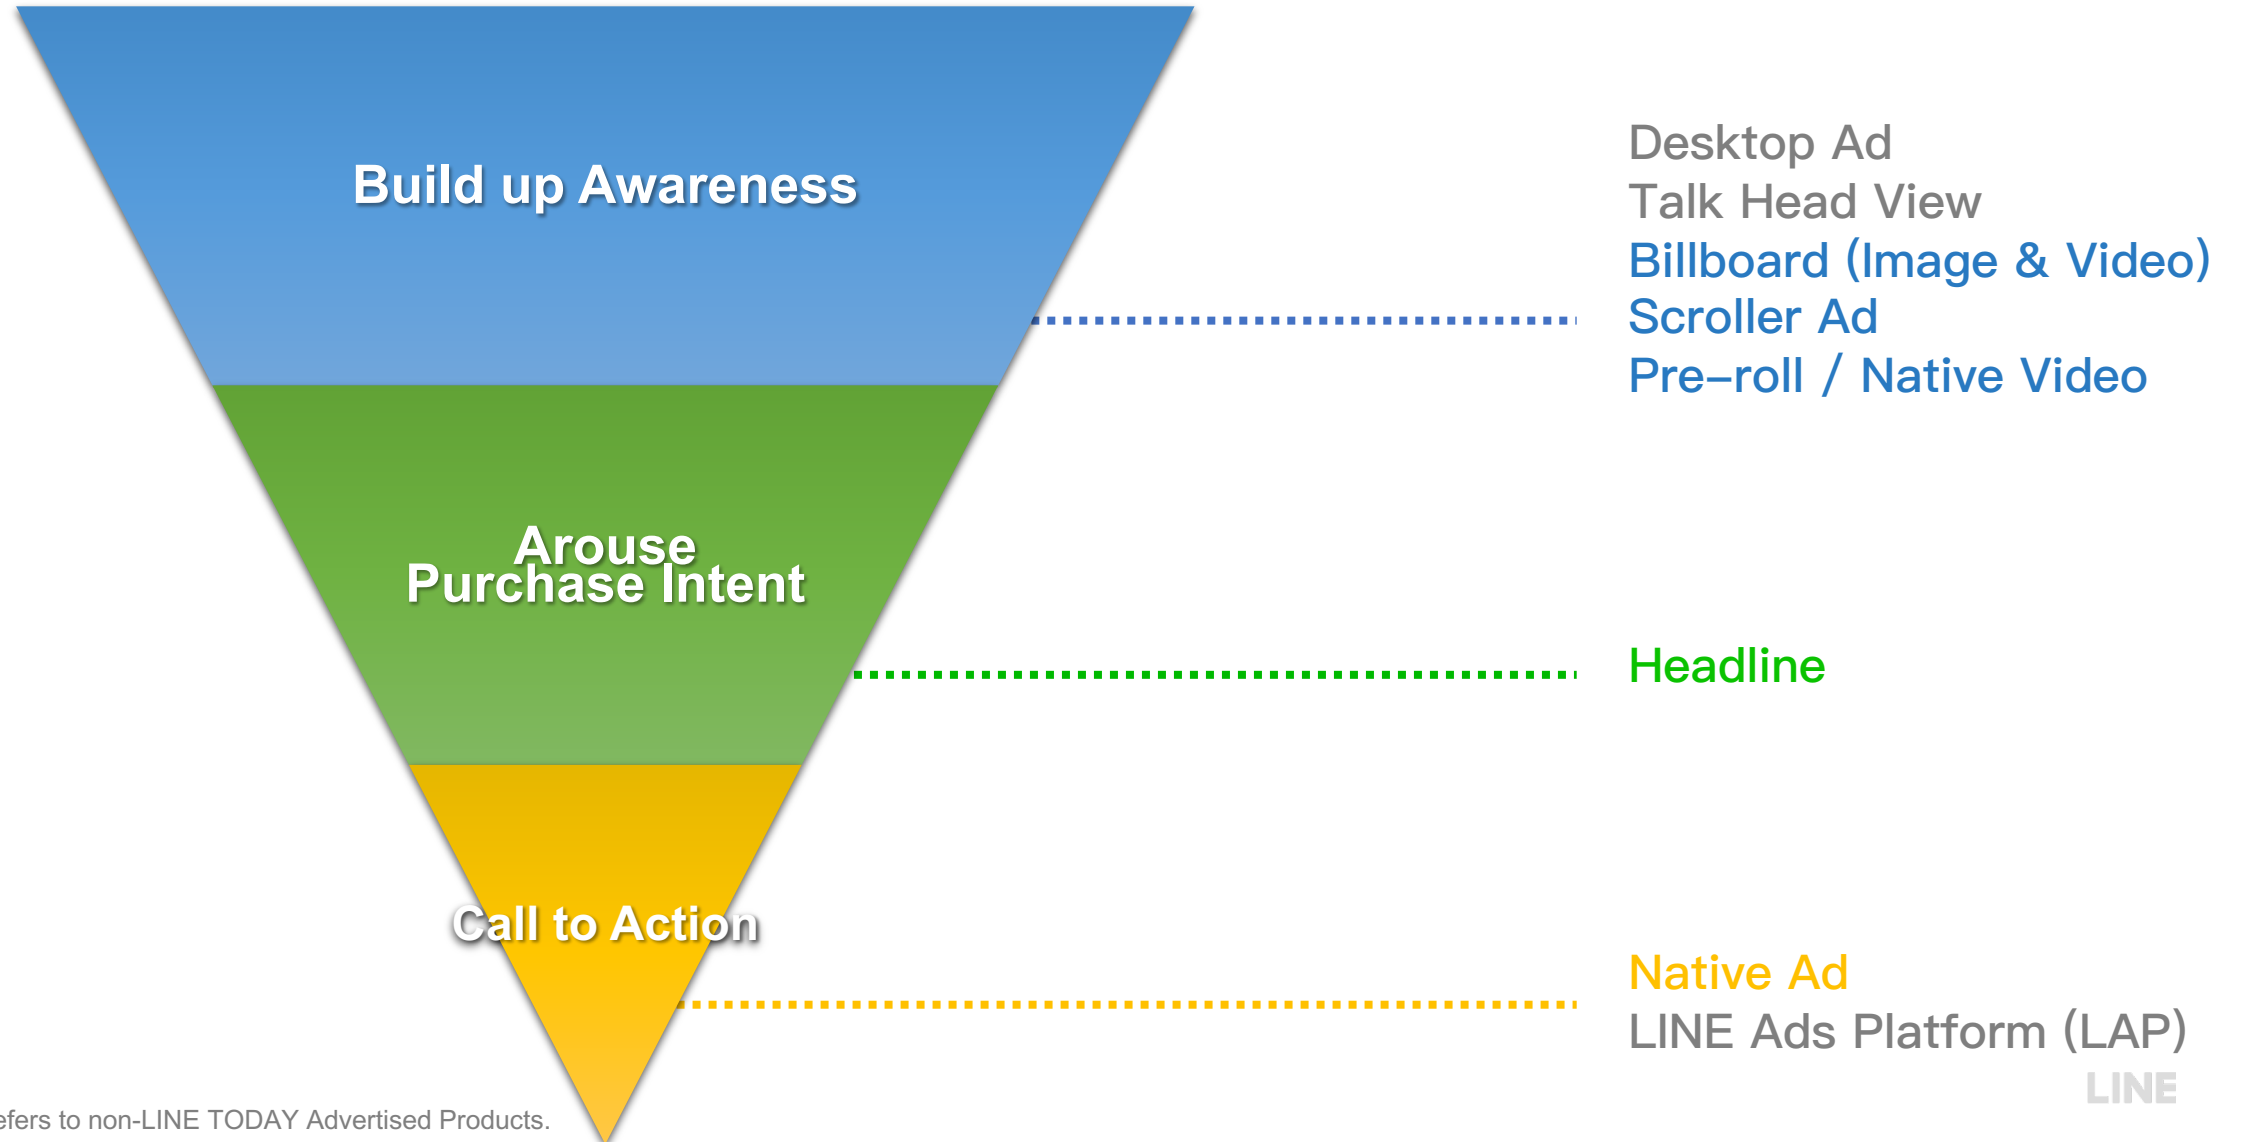 Build up Awareness
Desktop Ad
Talk Head View
Billboard (Image & Video)
Scroller Ad
Pre-roll / Native Video
Arouse
Purchase Intent
Headline
Call to Action
Native Ad
LINE Ads Platform (LAP)
LINE
to non-LINE TODAY Advertised Products.